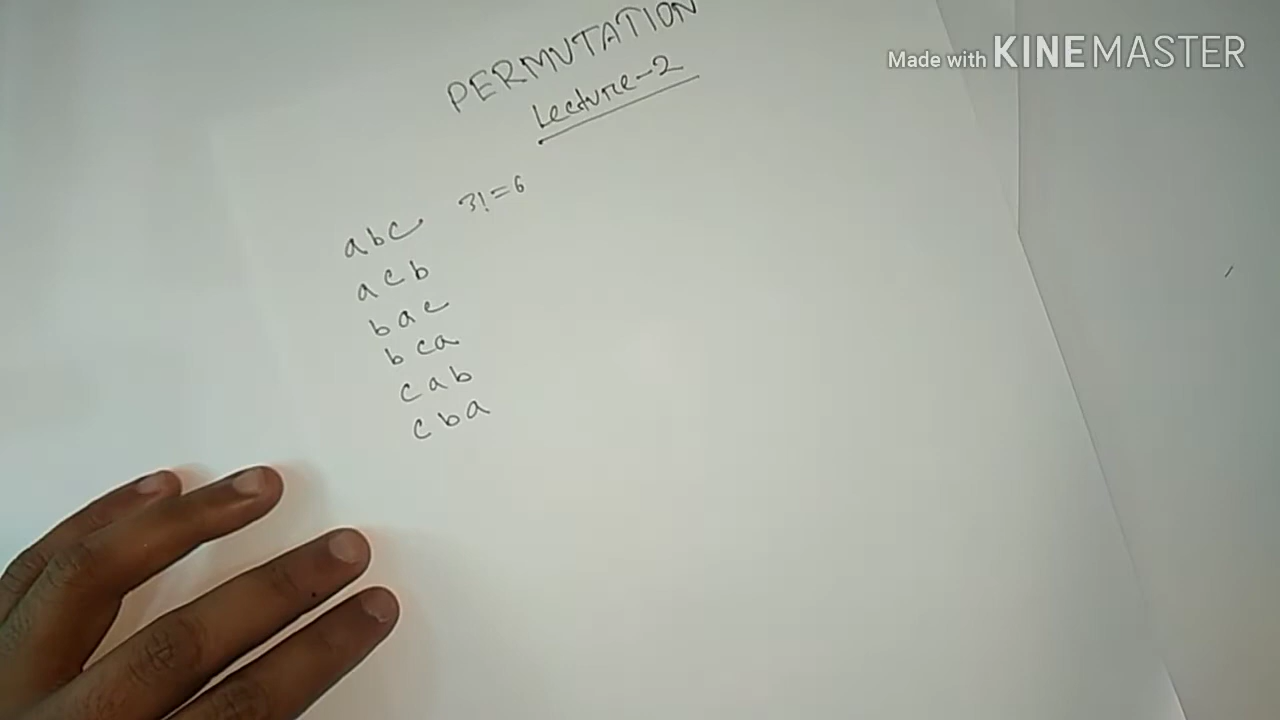 Made with KINEMASTER
PERMUTATION
Lecture-2
3! = 6
abc
acb
bac
bca
cab
cba